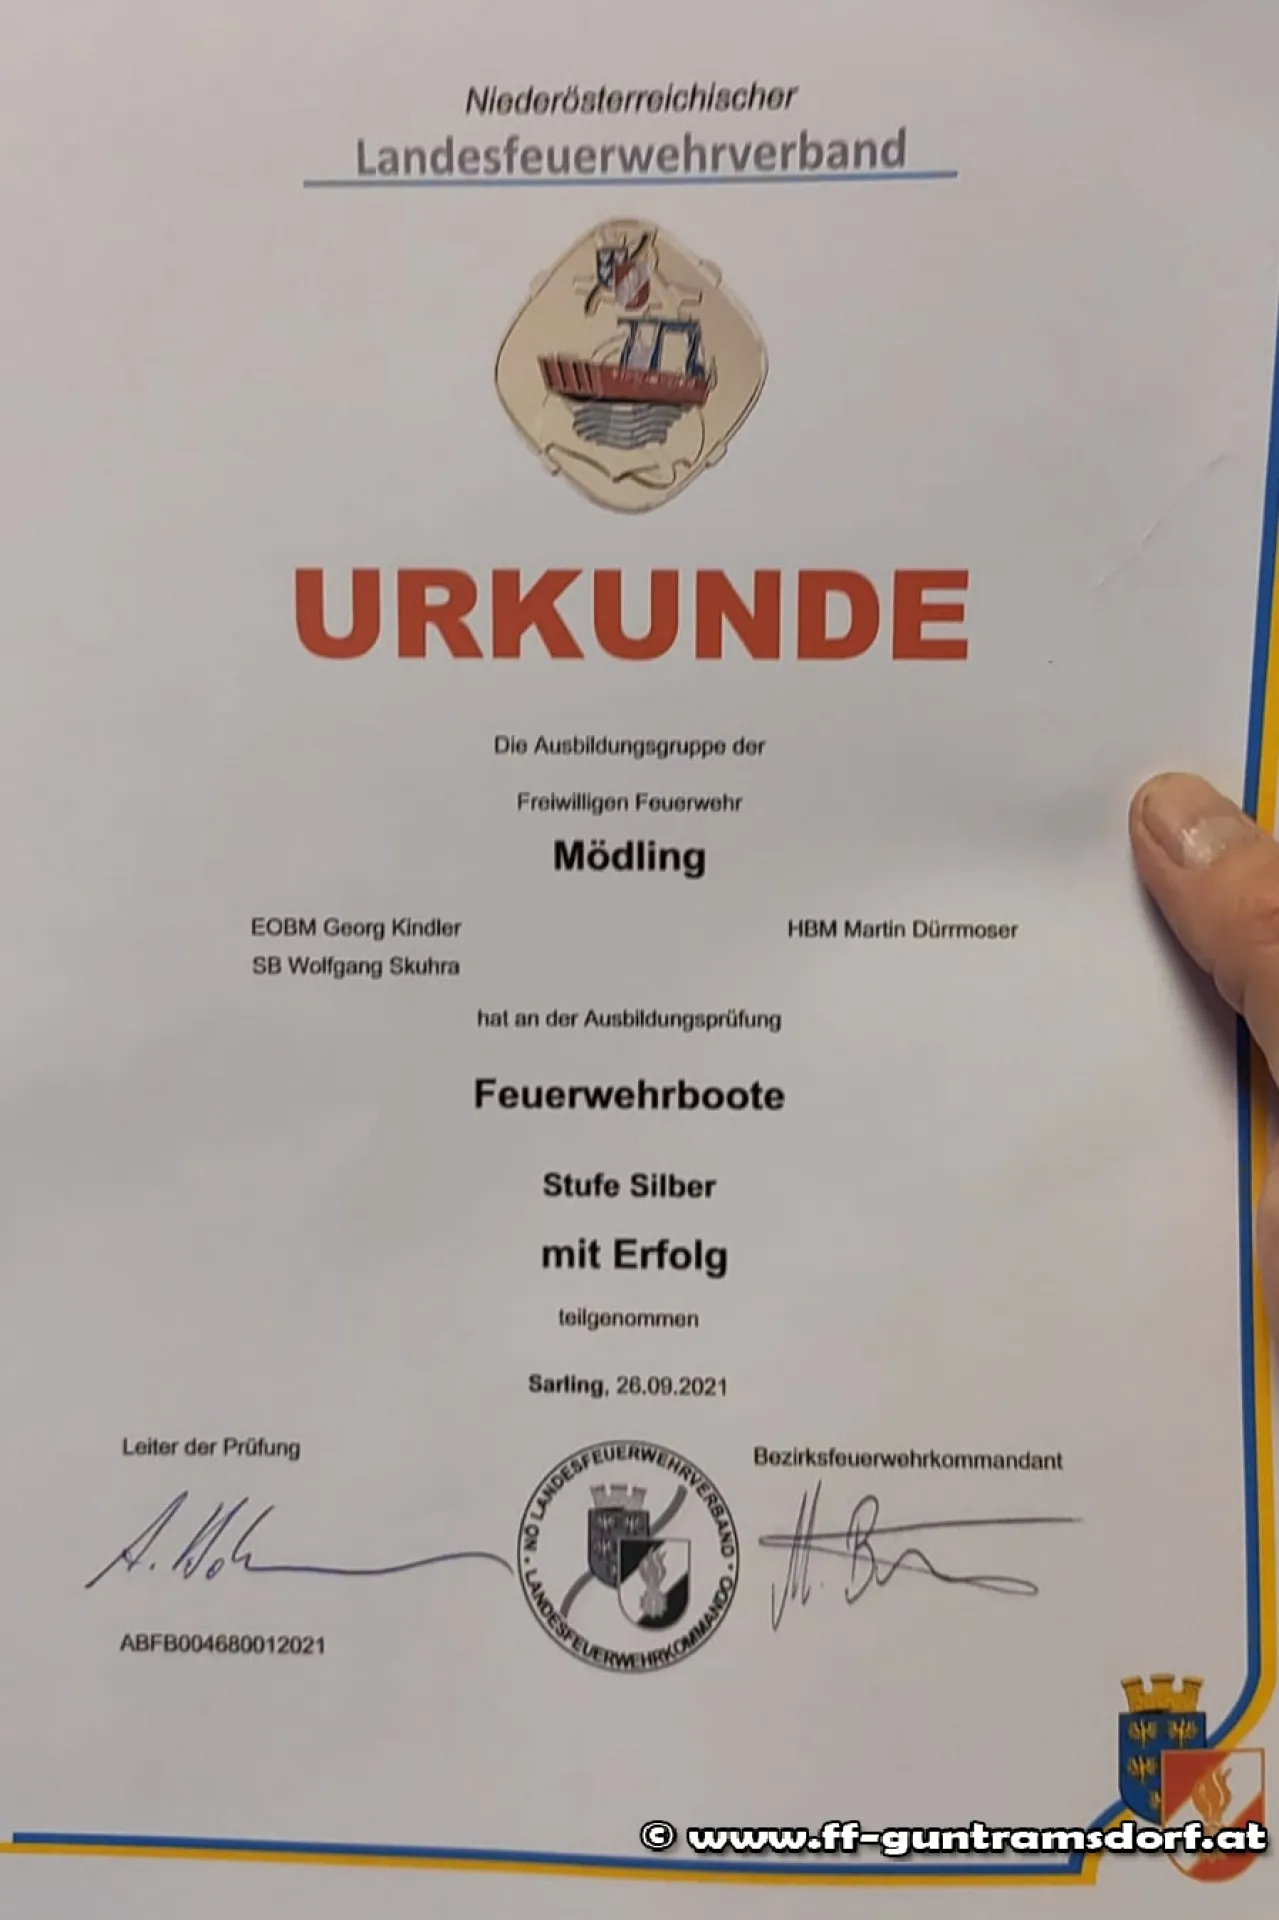 Niederösterreichischer
Landesfeuerwehrverband
URKUNDE
Die Ausbildungsgruppe der
Freiwilligen Feuerwehr
Mödling
EOBM Georg Kindler
HBM Martin Dürrmoser
SB Wolfgang Skuhra
hat an der Ausbildungsprüfung
Feuerwehrboote
Stufe Silber
mit Erfolg
teilgenommen
Sarling, 26.09.2021
Leiter der Prüfung
Bezirksfeuerwehrkommandant
NÖ LANDESFEUERWEHRVERBAND
LANDESFEUERWEHRKOMMANDO
ABFB004680012021
© www.ff-guntramsdorf.at